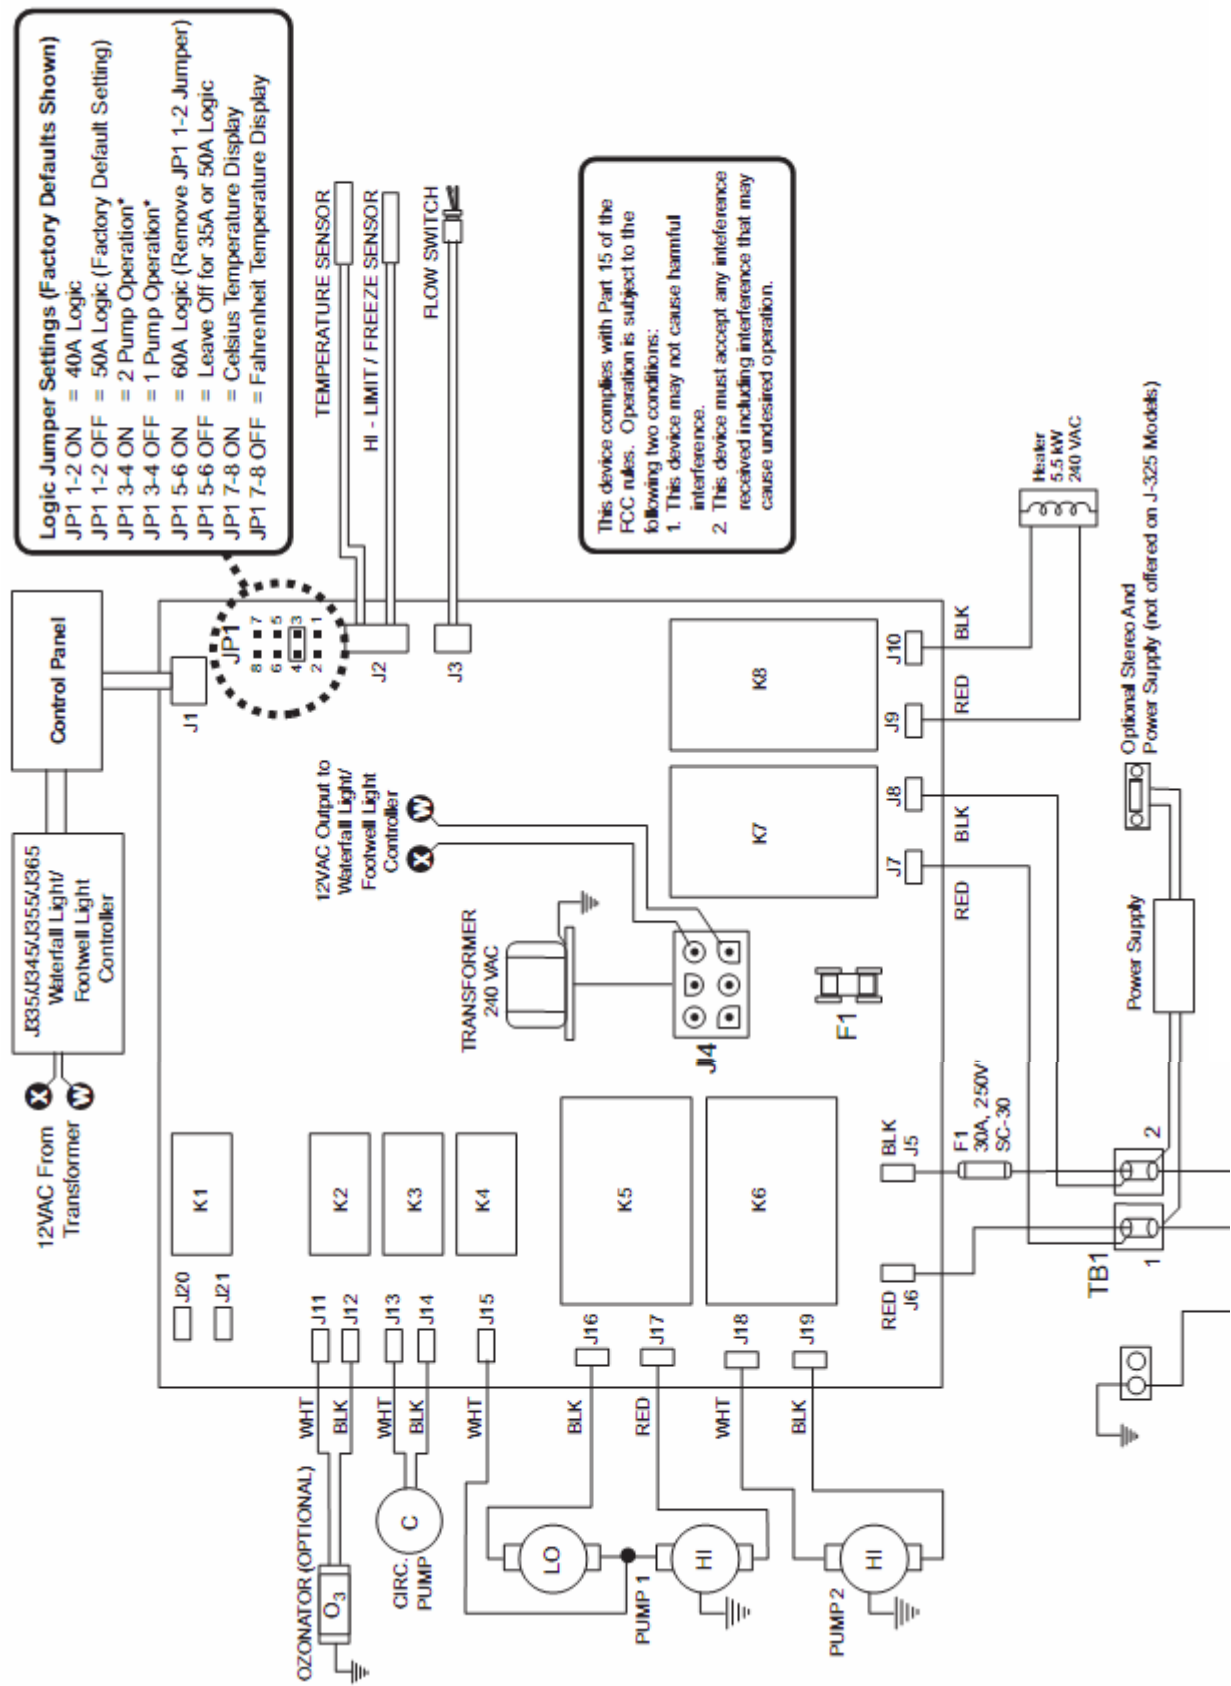 Logic Jumper Settings (Factory Defaults Shown)
JP1 1-2 ON = 40A Logic
JP1 1-2 OFF = 50A Logic (Factory Default Setting)
JP1 3-4 ON = 2 Pump Operation*
JP1 3-4 OFF = 1 Pump Operation*
JP1 5-6 ON = 60A Logic (Remove JP1 1-2 Jumper)
JP1 5-6 OFF = Leave Off for 35A or 50A Logic
JP1 7-8 ON = Celsius Temperature Display
JP1 7-8 OFF = Fahrenheit Temperature Display
Control Panel
J335/J345/J355/J365
Waterfall Light/
Footwell Light
Controller
X
W
12VAC From
Transformer
J1
JP1
8 7
6 5
4 3
2 1
J2
J3
TEMPERATURE SENSOR
HI - LIMIT / FREEZE SENSOR
FLOW SWITCH
This device complies with Part 15 of the
FCC rules. Operation is subject to the
following two conditions:
1. This device may not cause harmful
interference.
2. This device must accept any inteference
received including interference that may
cause undesired operation.
12VAC Output to
Waterfall Light/
Footwell Light
Controller
X
W
TRANSFORMER
240 VAC
J14
F1
K1
K2
K3
K4
K5
K6
K7
K8
J20
J21
J11
J12
J13
J14
J15
J16
J17
J18
J19
WHT
BLK
WHT
BLK
WHT
BLK
RED
WHT
BLK
OZONATOR (OPTIONAL)
O3
CIRC.
PUMP
C
LO
PUMP 1
HI
PUMP 2
HI
RED
J6
BLK
J5
J7
J8
J9
J10
RED
BLK
RED
BLK
F1
30A, 250V'
SC-30
TB1
1
2
Heater
5.5 kW
240 VAC
Power Supply
Optional Stereo And
Power Supply (not offered on J-325 Models)